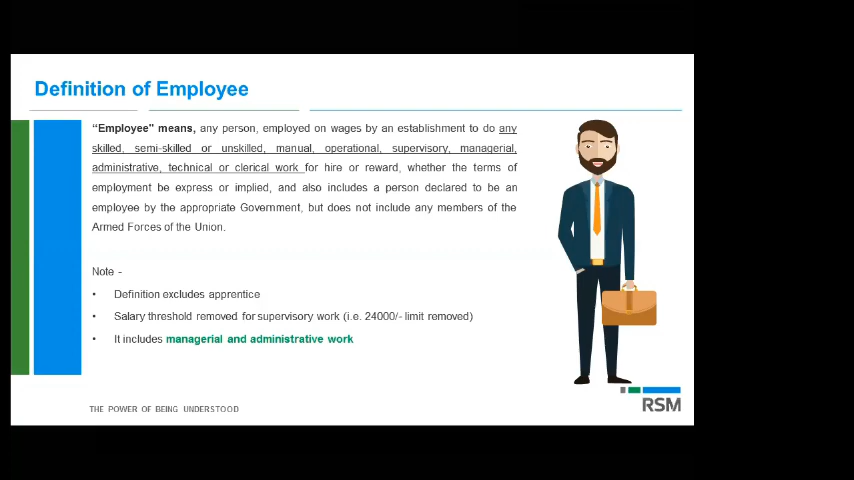 Definition of Employee
“Employee” means, any person, employed on wages by an establishment to do any
skilled, semi-skilled or unskilled, manual, operational, supervisory, managerial,
administrative, technical or clerical work for hire or reward, whether the terms of
employment be express or implied, and also includes a person declared to be an
employee by the appropriate Government, but does not include any members of the
Armed Forces of the Union.
Note -
• Definition excludes apprentice
• Salary threshold removed for supervisory work (i.e. 24000/- limit removed)
• It includes managerial and administrative work
THE POWER OF BEING UNDERSTOOD
RSM